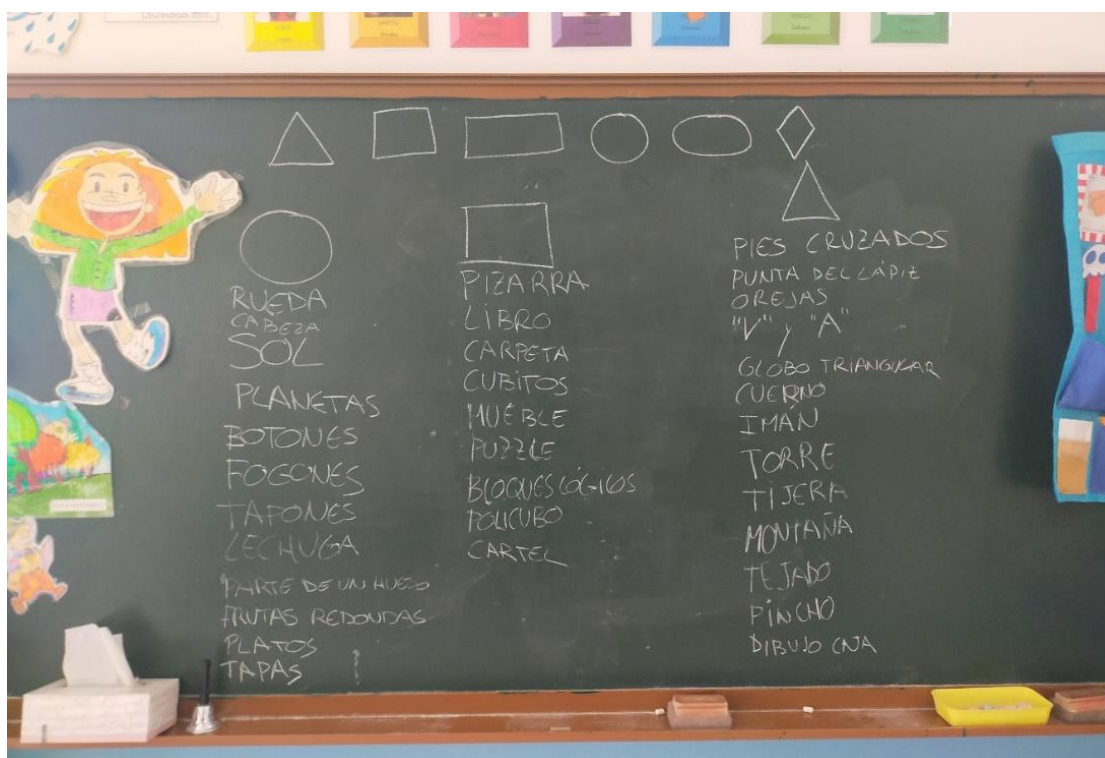 RUEDA
CABEZA
SOL
PLANETAS
BOTONES
FOGONES
TAPONES
LECHUGA
PARTE DE UN HUESO
FRUTAS REDONDAS
PLATOS
TAPAS
PIZARRA
LIBRO
CARPETA
CUBITOS
MUEBLE
PUZZLE
BLOQUES LÓGICOS
POLICUBO
CARTEL
PIES CRUZADOS
PUNTA DEL LÁPIZ
OREJAS
"V" y "A"
GLOBO TRIANGULAR
CUERNO
IMÁN
TORRE
TIJERA
MONTAÑA
TEJADO
PINCHO
DIBUJO